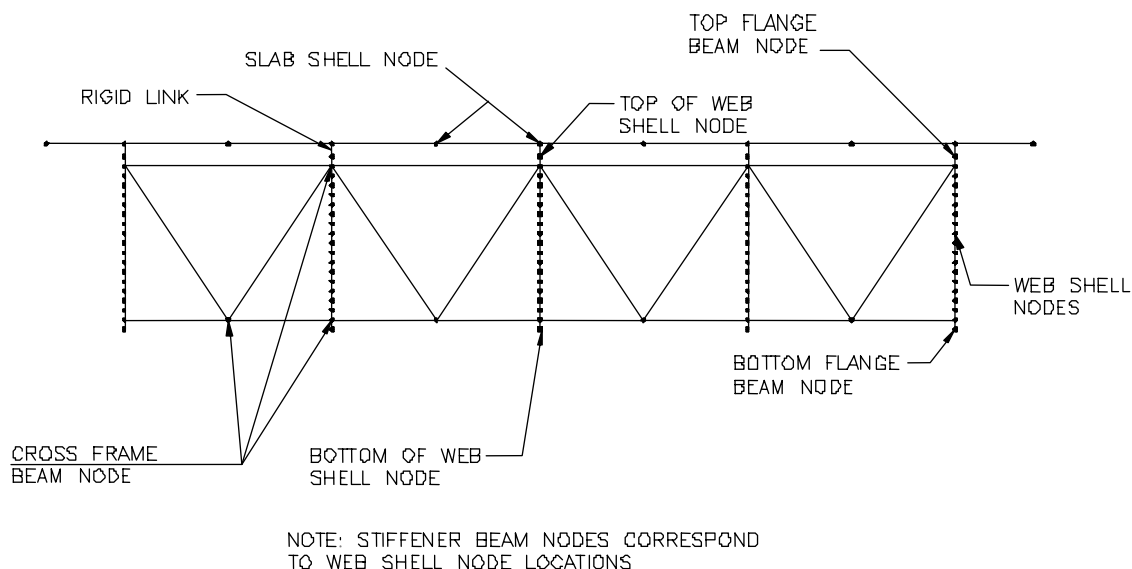 TOP FLANGE
BEAM NODE
SLAB SHELL NODE
RIGID LINK
TOP OF WEB
SHELL NODE
WEB SHELL
NODES
BOTTOM FLANGE
BEAM NODE
CROSS FRAME
BEAM NODE
BOTTOM OF WEB
SHELL NODE
NOTE: STIFFENER BEAM NODES CORRESPOND
TO WEB SHELL NODE LOCATIONS